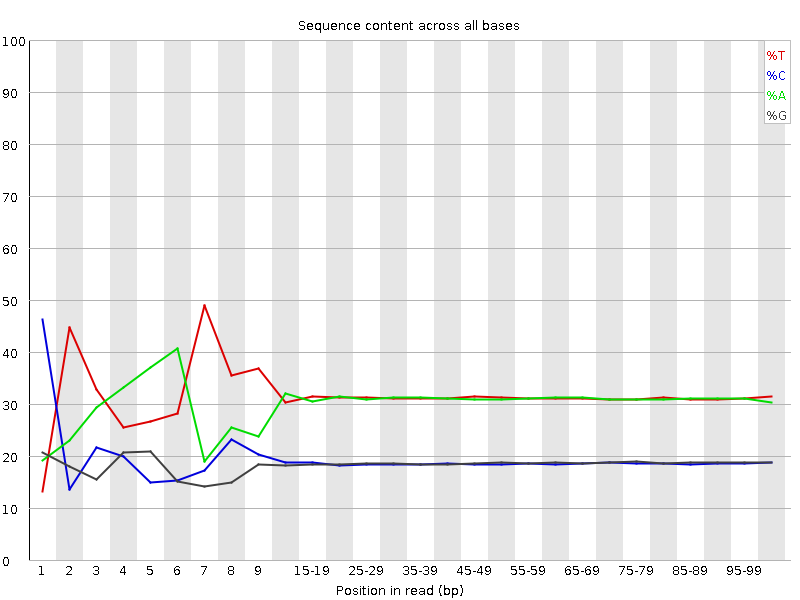 Sequence content across all bases
100
90
80
70
60
50
40
30
20
10
0
%T
%C
%A
%G
1 2 3 4 5 6 7 8 9 15-19 25-29 35-39 45-49 55-59 65-69 75-79 85-89 95-99
Position in read (bp)